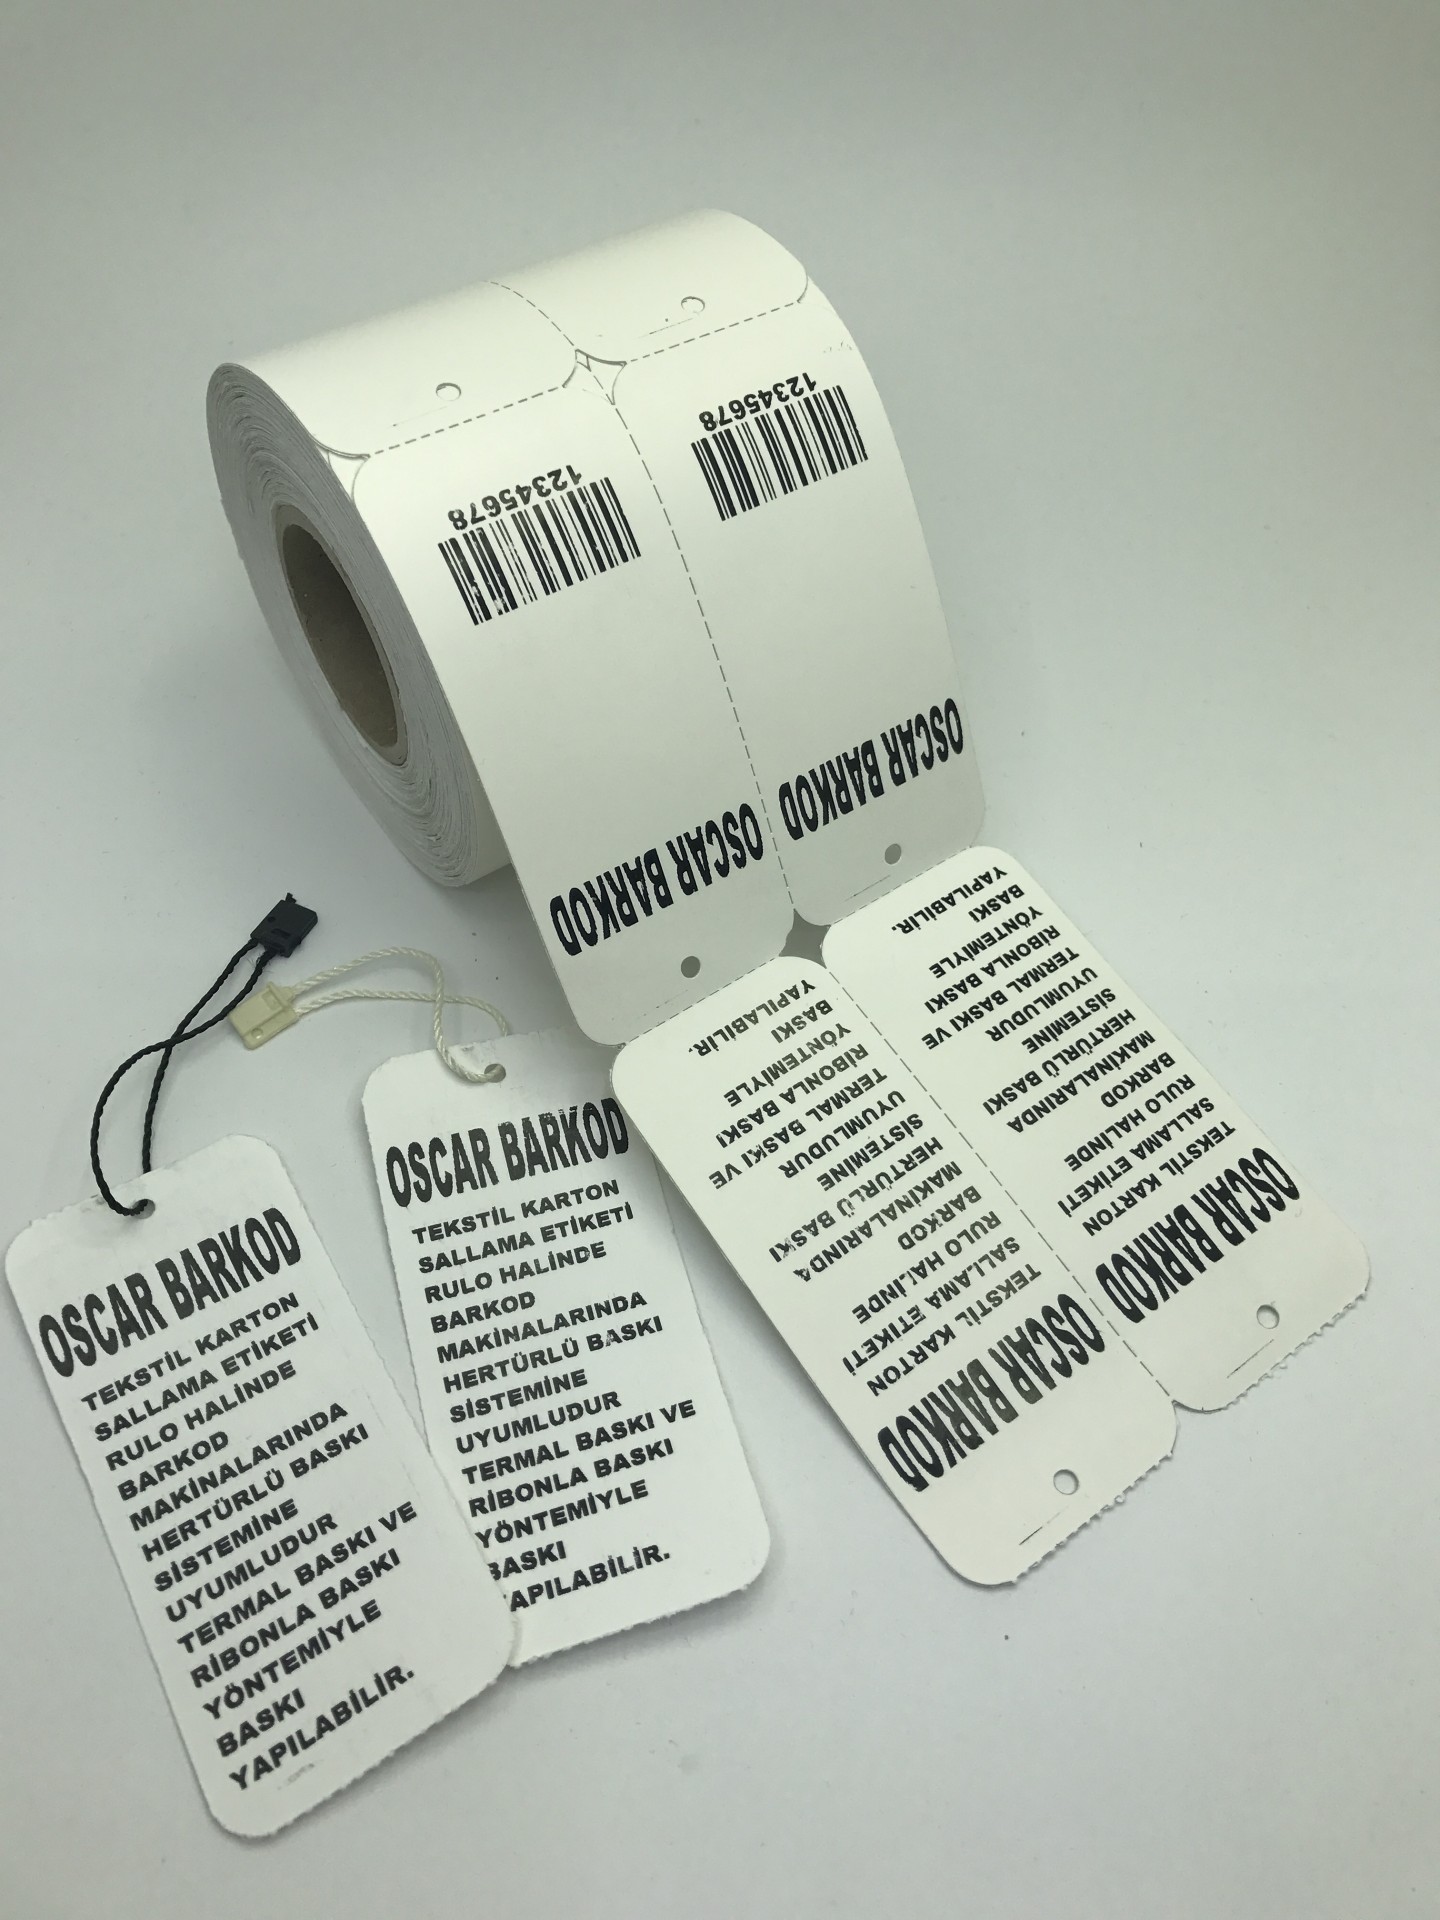 12345678
OSCAR BARKOD
12345678
OSCAR BARKOD
OSCAR BARKOD
TEKSTİL KARTON
SALLAMA ETİKETİ
RULO HALİNDE
BARKOD
MAKİNALARINDA
HERTÜRLÜ BASKI
SİSTEMİNE
UYUMLUDUR
TERMAL BASKI VE
RİBONLA BASKI
YÖNTEMİYLE
BASKI
YAPILABİLİR.
OSCAR BARKOD
TEKSTİL KARTON
SALLAMA ETİKETİ
RULO HALİNDE
BARKOD
MAKİNALARINDA
HERTÜRLÜ BASKI
SİSTEMİNE
UYUMLUDUR
TERMAL BASKI VE
RİBONLA BASKI
YÖNTEMİYLE
BASKI
YAPILABİLİR.
OSCAR BARKOD
TEKSTİL KARTON
SALLAMA ETİKETİ
RULO HALİNDE
BARKOD
MAKİNALARINDA
HERTÜRLÜ BASKI
SİSTEMİNE
UYUMLUDUR
TERMAL BASKI VE
RİBONLA BASKI
YÖNTEMİYLE
BASKI
YAPILABİLİR.
OSCAR BARKOD
TEKSTİL KARTON
SALLAMA ETİKETİ
RULO HALİNDE
BARKOD
MAKİNALARINDA
HERTÜRLÜ BASKI
SİSTEMİNE
UYUMLUDUR
TERMAL BASKI VE
RİBONLA BASKI
YÖNTEMİYLE
BASKI
YAPILABİLİR.